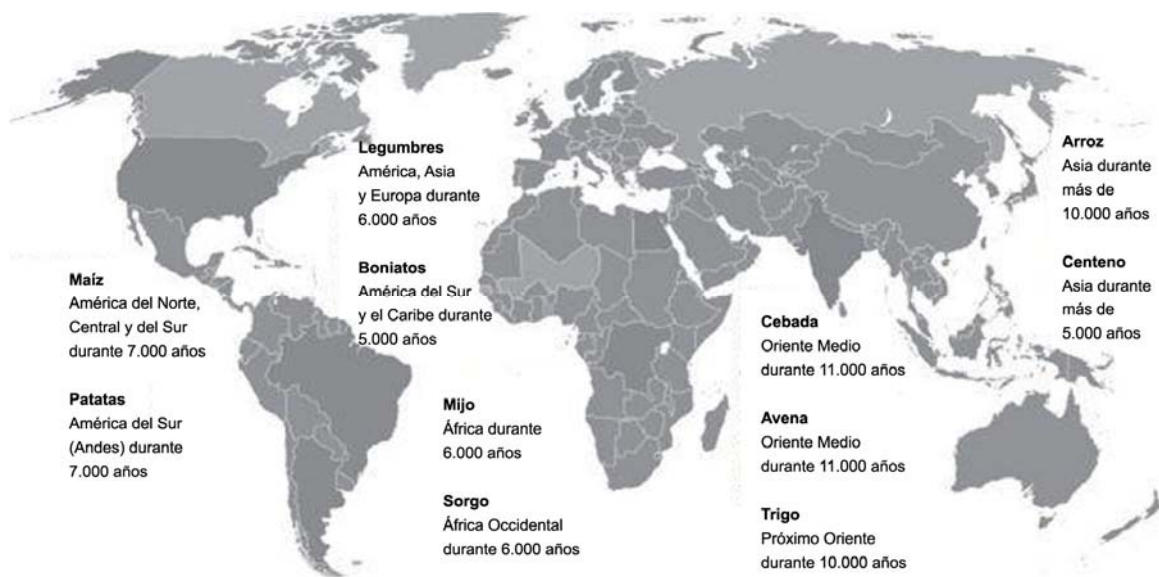 Legumbres
América, Asia
y Europa durante
6.000 años
Arroz
Asia durante
más de
10.000 años
Maíz
América del Norte,
Central y del Sur
durante 7.000 años
Boniatos
América del Sur
y el Caribe durante
5.000 años
Centeno
Asia durante
más de
5.000 años
Cebada
Oriente Medio
durante 11.000 años
Patatas
América del Sur
(Andes) durante
7.000 años
Mijo
África durante
6.000 años
Avena
Oriente Medio
durante 11.000 años
Sorgo
África Occidental
durante 6.000 años
Trigo
Próximo Oriente
durante 10.000 años